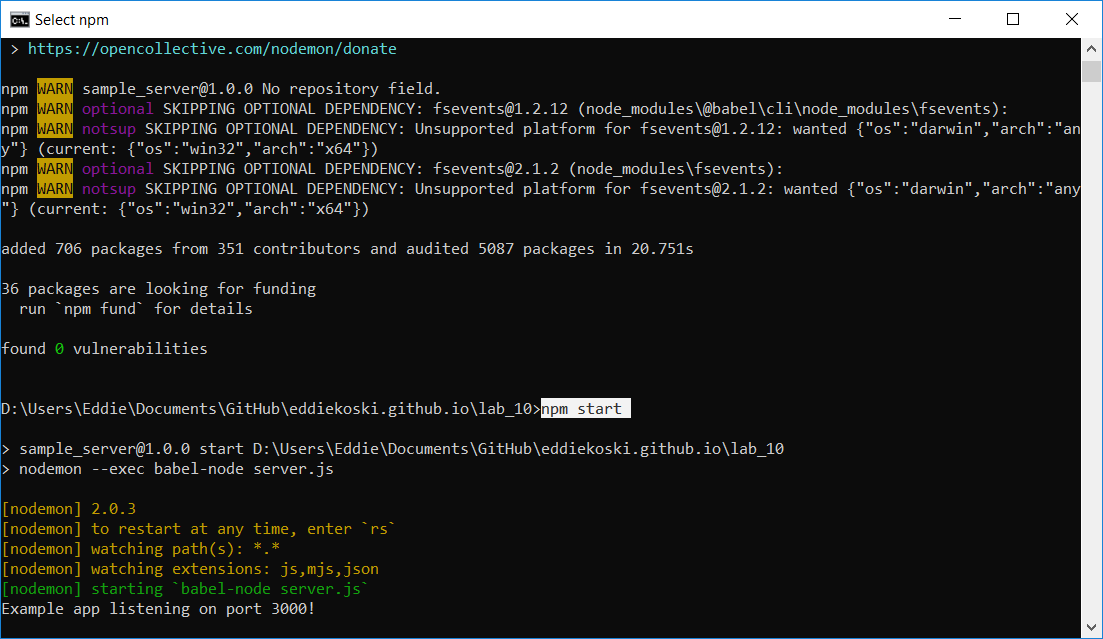 Select npm
> https://opencollective.com/nodemon/donate
npm WARN sample_server@1.0.0 No repository field.
npm WARN optional SKIPPING OPTIONAL DEPENDENCY: fsevents@1.2.12 (node_modules\@babel\cli\node_modules\fsevents):
npm WARN notsup SKIPPING OPTIONAL DEPENDENCY: Unsupported platform for fsevents@1.2.12: wanted {"os":"darwin","arch":"an
y"} (current: {"os":"win32","arch":"x64"})
npm WARN optional SKIPPING OPTIONAL DEPENDENCY: fsevents@2.1.2 (node_modules\fsevents):
npm WARN notsup SKIPPING OPTIONAL DEPENDENCY: Unsupported platform for fsevents@2.1.2: wanted {"os":"darwin","arch":"any
"} (current: {"os":"win32","arch":"x64"})
added 706 packages from 351 contributors and audited 5087 packages in 20.751s
36 packages are looking for funding
run `npm fund` for details
found 0 vulnerabilities
D:\Users\Eddie\Documents\GitHub\eddiekoski.github.io\lab_10>npm start
> sample_server@1.0.0 start D:\Users\Eddie\Documents\GitHub\eddiekoski.github.io\lab_10
> nodemon --exec babel-node server.js
[nodemon] 2.0.3
[nodemon] to restart at any time, enter `rs`
[nodemon] watching path(s): *.*
[nodemon] watching extensions: js,mjs,json
[nodemon] starting `babel-node server.js`
Example app listening on port 3000!